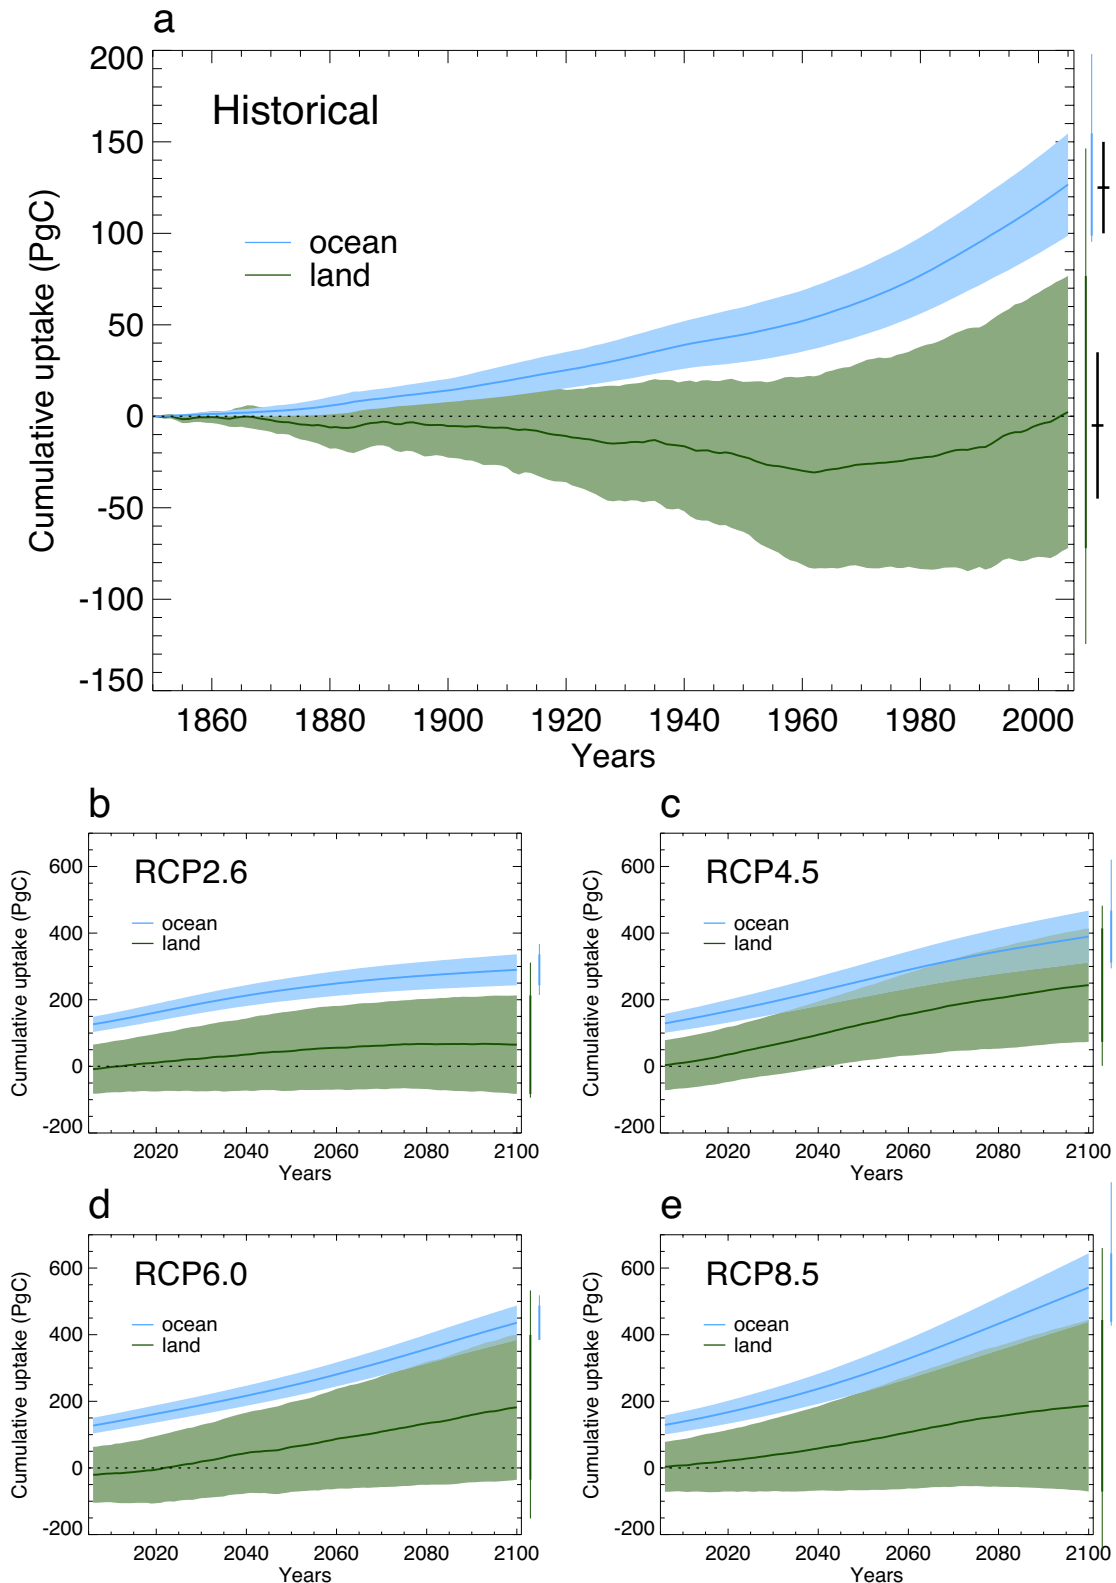 a
Historical
ocean
land
Cumulative uptake (PgC)
200
150
100
50
0
-50
-100
-150
1860 1880 1900 1920 1940 1960 1980 2000
Years
b
RCP2.6
ocean
land
Cumulative uptake (PgC)
600
400
200
0
-200
2020 2040 2060 2080 2100
Years
c
RCP4.5
ocean
land
Cumulative uptake (PgC)
600
400
200
0
-200
2020 2040 2060 2080 2100
Years
d
RCP6.0
ocean
land
Cumulative uptake (PgC)
600
400
200
0
-200
2020 2040 2060 2080 2100
Years
e
RCP8.5
ocean
land
Cumulative uptake (PgC)
600
400
200
0
-200
2020 2040 2060 2080 2100
Years